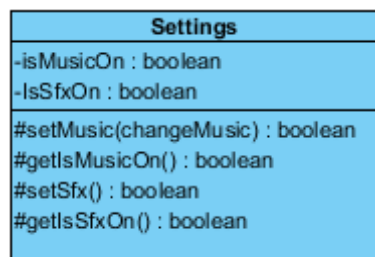 Settings
-isMusicOn : boolean
-IsSfxOn : boolean
#setMusic(changeMusic) : boolean
#getIsMusicOn() : boolean
#setSfx() : boolean
#getIsSfxOn() : boolean